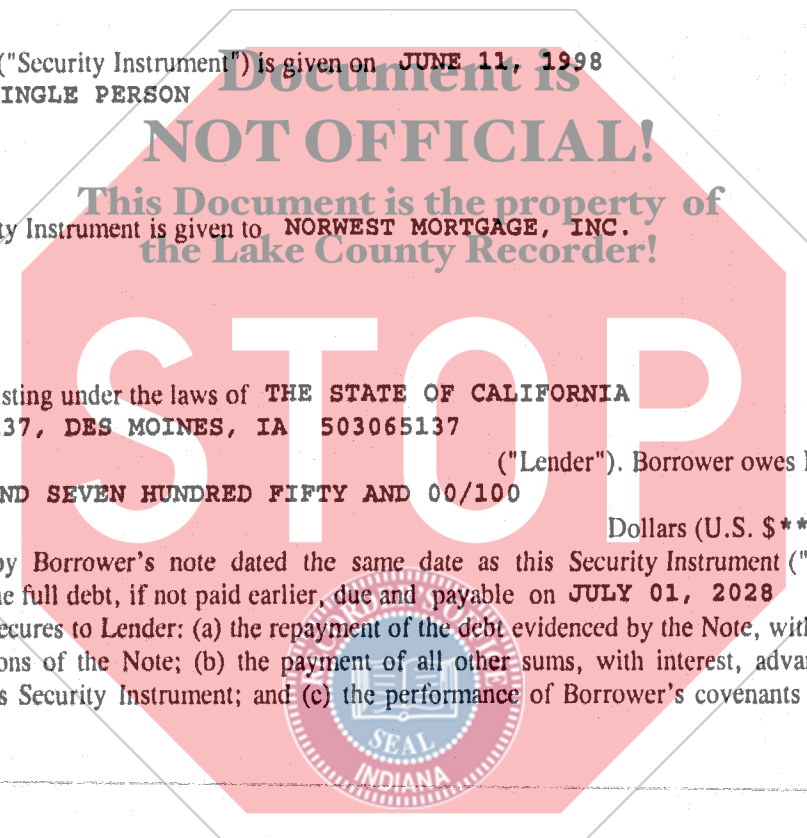 ("Security Instrument") is given on JUNE 11, 1998
Document is
INGLE PERSON
NOT OFFICIAL!
This Document is the property of
ty Instrument is given to NORWEST MORTGAGE, INC.
the Lake County Recorder!
STOP
isting under the laws of THE STATE OF CALIFORNIA
37, DES MOINES, IA 503065137
("Lender"). Borrower owes
ND SEVEN HUNDRED FIFTY AND 00/100
Dollars (U.S. $**
by Borrower's note dated the same date as this Security Instrument ("
e full debt, if not paid earlier, due and payable on JULY 01, 2028
ecures to Lender: (a) the repayment of the debt evidenced by the Note, with
ons of the Note; (b) the payment of all other sums, with interest, advan
s Security Instrument; and (c) the performance of Borrower's covenants
SEAL
INDIANA